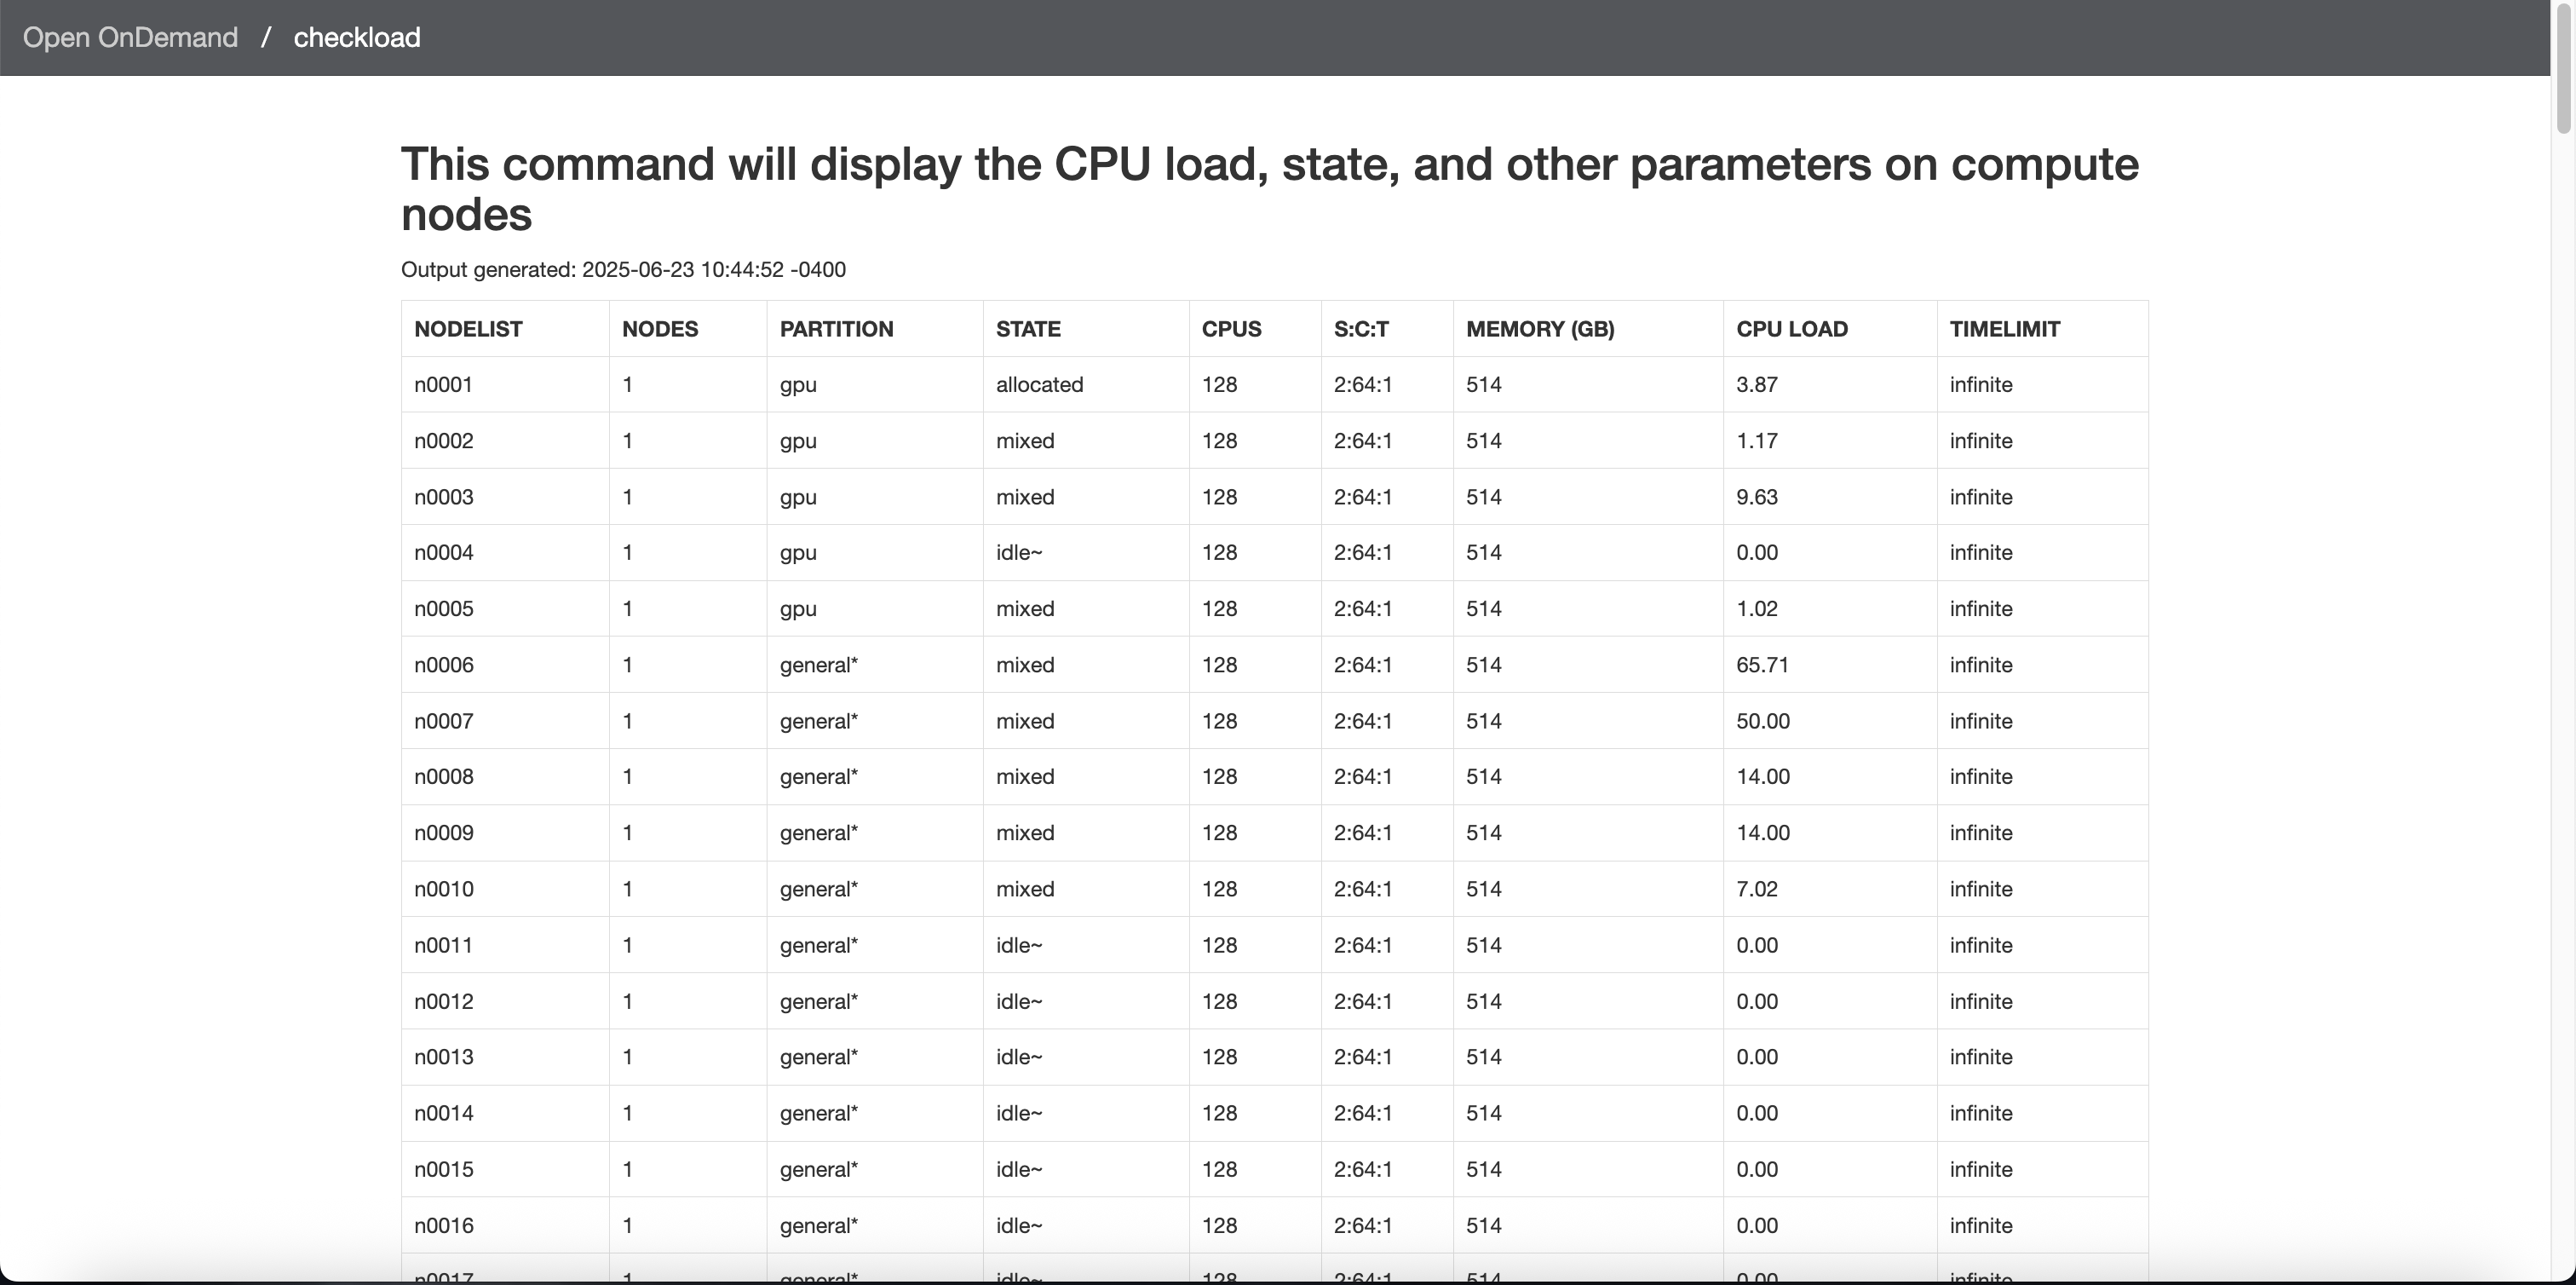 Open OnDemand / checkload
This command will display the CPU load, state, and other parameters on compute
nodes
Output generated: 2025-06-23 10:44:52 -0400
NODELIST NODES PARTITION STATE CPUS S:C:T MEMORY (GB) CPU LOAD TIMELIMIT
n0001 1 gpu allocated 128 2:64:1 514 3.87 infinite
n0002 1 gpu mixed 128 2:64:1 514 1.17 infinite
n0003 1 gpu mixed 128 2:64:1 514 9.63 infinite
n0004 1 gpu idle~ 128 2:64:1 514 0.00 infinite
n0005 1 gpu mixed 128 2:64:1 514 1.02 infinite
n0006 1 general* mixed 128 2:64:1 514 65.71 infinite
n0007 1 general* mixed 128 2:64:1 514 50.00 infinite
n0008 1 general* mixed 128 2:64:1 514 14.00 infinite
n0009 1 general* mixed 128 2:64:1 514 14.00 infinite
n0010 1 general* mixed 128 2:64:1 514 7.02 infinite
n0011 1 general* idle~ 128 2:64:1 514 0.00 infinite
n0012 1 general* idle~ 128 2:64:1 514 0.00 infinite
n0013 1 general* idle~ 128 2:64:1 514 0.00 infinite
n0014 1 general* idle~ 128 2:64:1 514 0.00 infinite
n0015 1 general* idle~ 128 2:64:1 514 0.00 infinite
n0016 1 general* idle~ 128 2:64:1 514 0.00 infinite
n0017 1 general* idle~ 128 2:64:1 514 0.00 infinite